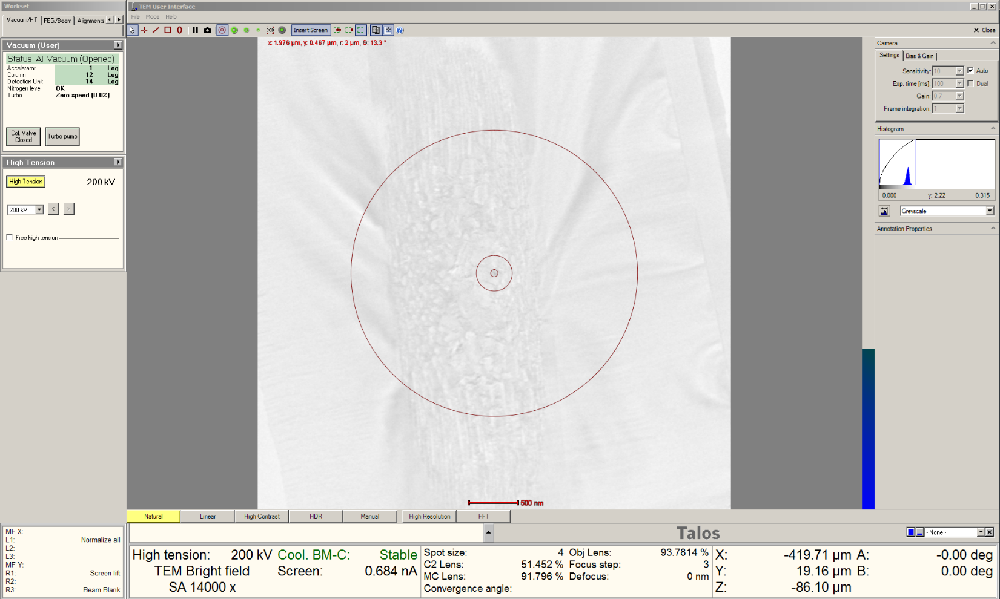 Workset
Vacuum/HT FEG/Beam Alignments
Vacuum (User)
Status: All Vacuum (Opened)
Accelerator 1 Log
Column 12 Log
Detection Unit 14 Log
Nitrogen level OK
Turbo Zero speed (0.0%)
Col. Valve
Closed
Turbo pump
High Tension
High Tension 200 kV
200 kV < >
Free high tension
MF X:
L1: Normalize all
L2:
L3:
MF Y:
R1: Screen lift
R2:
R3: Beam Blank
TEM User Interface
File Mode Help
CCD Insert Screen ? Close
x: 1.976 µm, y: 0.467 µm, r: 2 µm, Θ: 13.3 °
500 nm
Camera
Settings Bias & Gain
Sensitivity: 10 Auto
Exp. time [ms]: 100 Dual
Gain: 0.7
Frame integration: 1
Histogram
0.000 γ: 2.22 0.315
Greyscale
Annotation Properties
Natural Linear High Contrast HDR Manual High Resolution FFT
Talos
- None -
High tension: 200 kV Cool. BM-C: Stable
TEM Bright field Screen: 0.684 nA
SA 14000 x
Spot size: 4 Obj Lens: 93.7814 %
C2 Lens: 51.452 % Focus step: 3
MC Lens: 91.796 % Defocus: 0 nm
Convergence angle:
X: -419.71 µm A: -0.00 deg
Y: 19.16 µm B: 0.00 deg
Z: -86.10 µm